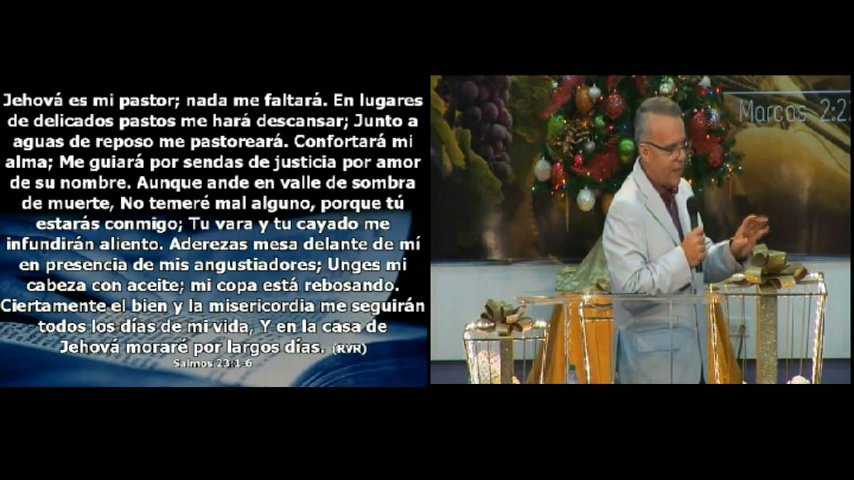 Jehová es mi pastor; nada me faltará. En lugares
de delicados pastos me hará descansar; Junto a
aguas de reposo me pastoreará. Confortará mi
alma; Me guiará por sendas de justicia por amor
de su nombre. Aunque ande en valle de sombra
de muerte, No temeré mal alguno, porque tú
estarás conmigo; Tu vara y tu cayado me
infundirán aliento. Aderezas mesa delante de mí
en presencia de mis angustiadores; Unges mi
cabeza con aceite; mi copa está rebosando.
Ciertamente el bien y la misericordia me seguirán
todos los días de mi vida, Y en la casa de
Jehová moraré por largos días. (RVR)
Salmos 23:1-6
Marcos 2:2